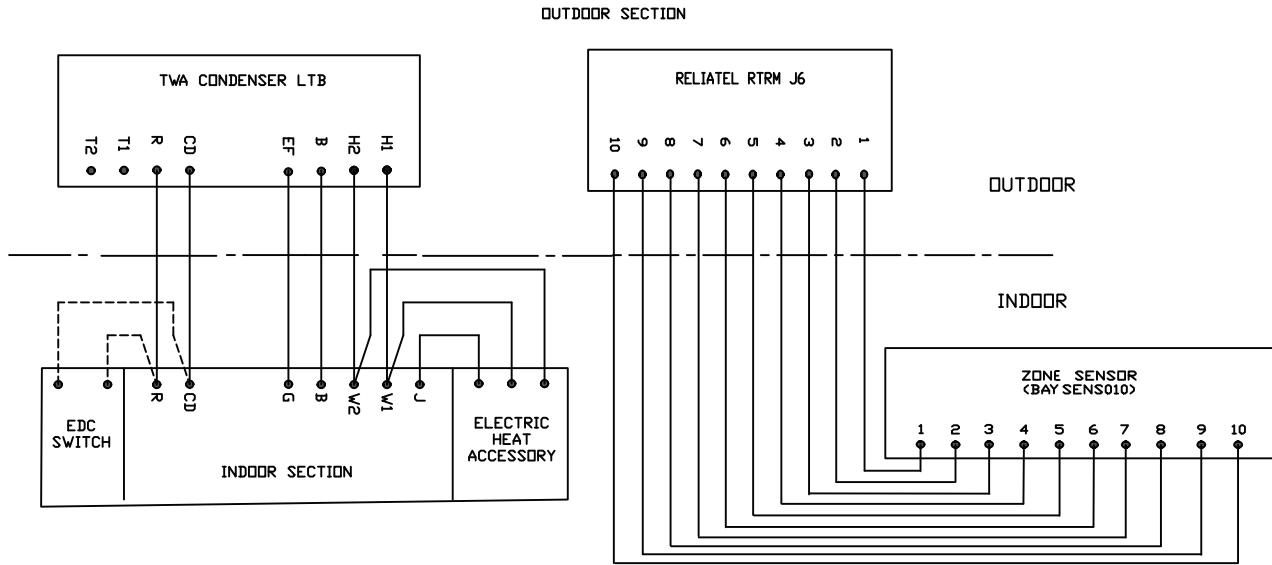 OUTDOOR SECTION
TWA CONDENSER LTB
T2 T1 R CD EF B H2 H1
RELIATEL RTRM J6
10 9 8 7 6 5 4 3 2 1
OUTDOOR
INDOOR
EDC
SWITCH
R CD G B W2 W1 J
INDOOR SECTION
ELECTRIC
HEAT
ACCESSORY
ZONE SENSOR
(BAYSENS010)
1 2 3 4 5 6 7 8 9 10